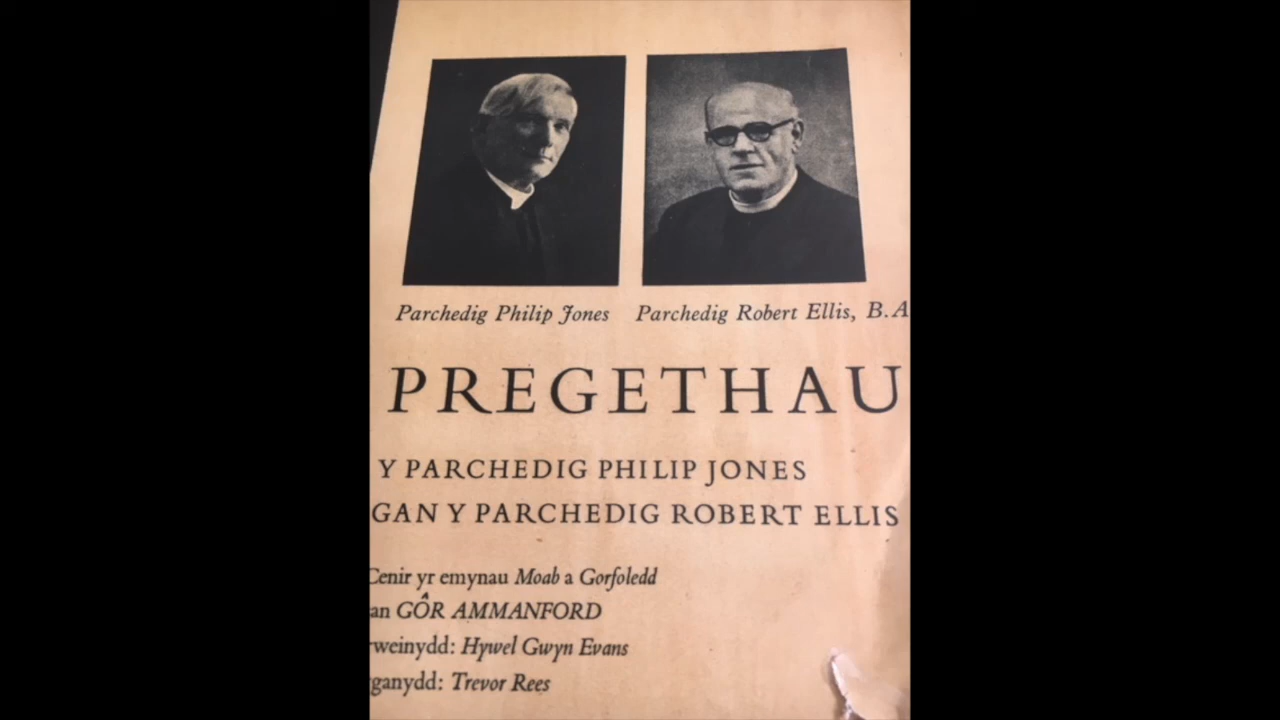 Parchedig Philip Jones Parchedig Robert Ellis, B.A
PREGETHAU
Y PARCHEDIG PHILIP JONES
GAN Y PARCHEDIG ROBERT ELLIS
Cenir yr emynau Moab a Gorfoledd
an GÔR AMMANFORD
rweinydd: Hywel Gwyn Evans
rganydd: Trevor Rees